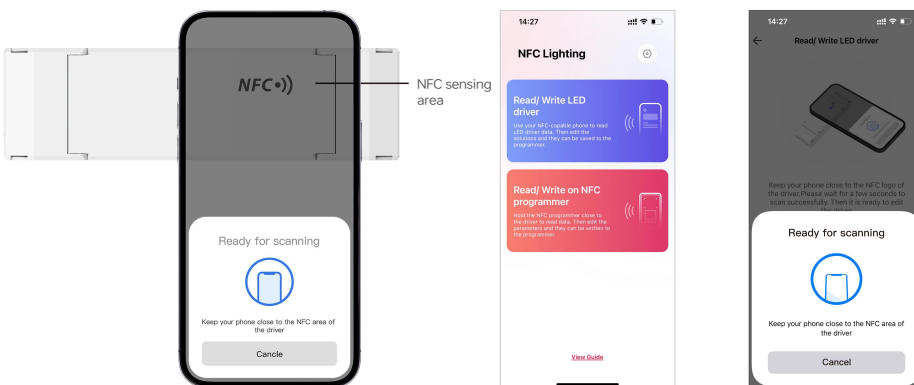 NFC
NFC sensing
area
Ready for scanning
Keep your phone close to the NFC area of
the driver
Cancle
14:27
NFC Lighting
Read/ Write LED
driver
Use your NFC-capable phone to read
LED driver data. Then edit the
solutions and they can be saved to the
programmer.
Read/ Write on NFC
programmer
Hold the NFC programmer close to
the driver to read data. Then edit the
parameters and they can be written to
the programmer.
View Guide
14:27
Read/ Write LED driver
Keep your phone close to the NFC logo of
the driver.Please wait for a few seconds to
scan successfully. Then it is ready to edit
the driver.
Ready for scanning
Keep your phone close to the NFC area of
the driver
Cancel